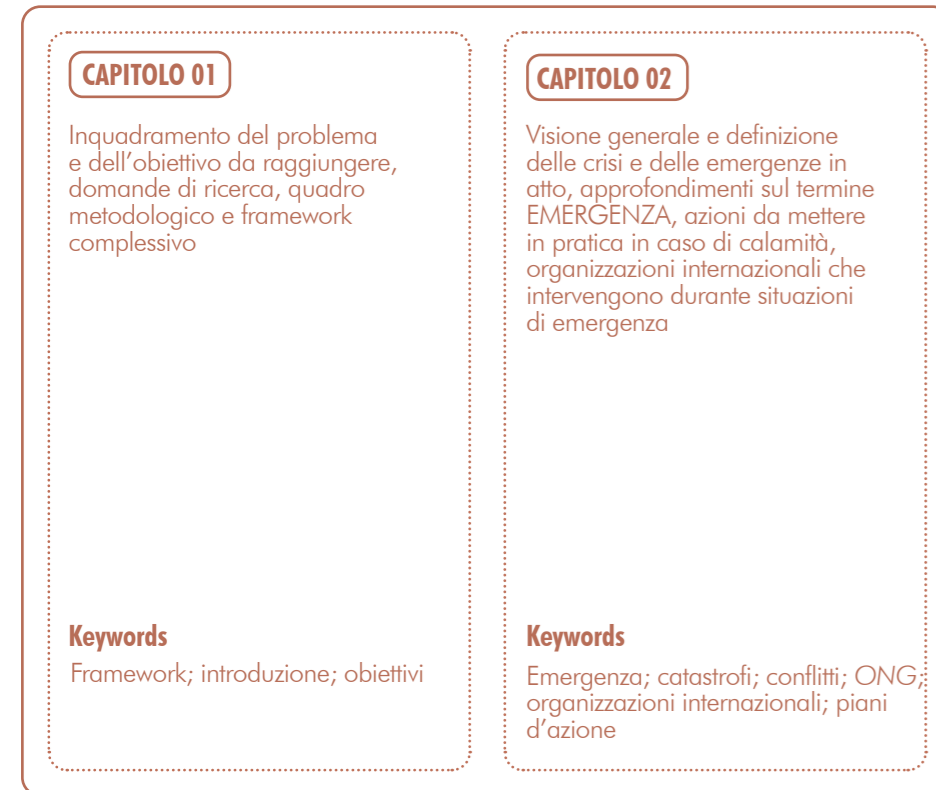 CAPITOLO 01
Inquadramento del problema
e dell'obiettivo da raggiungere,
domande di ricerca, quadro
metodologico e framework
complessivo
Keywords
Framework; introduzione; obiettivi
CAPITOLO 02
Visione generale e definizione
delle crisi e delle emergenze in
atto, approfondimenti sul termine
EMERGENZA, azioni da mettere
in pratica in caso di calamità,
organizzazioni internazionali che
intervengono durante situazioni
di emergenza
Keywords
Emergenza; catastrofi; conflitti; ONG;
organizzazioni internazionali; piani
d'azione